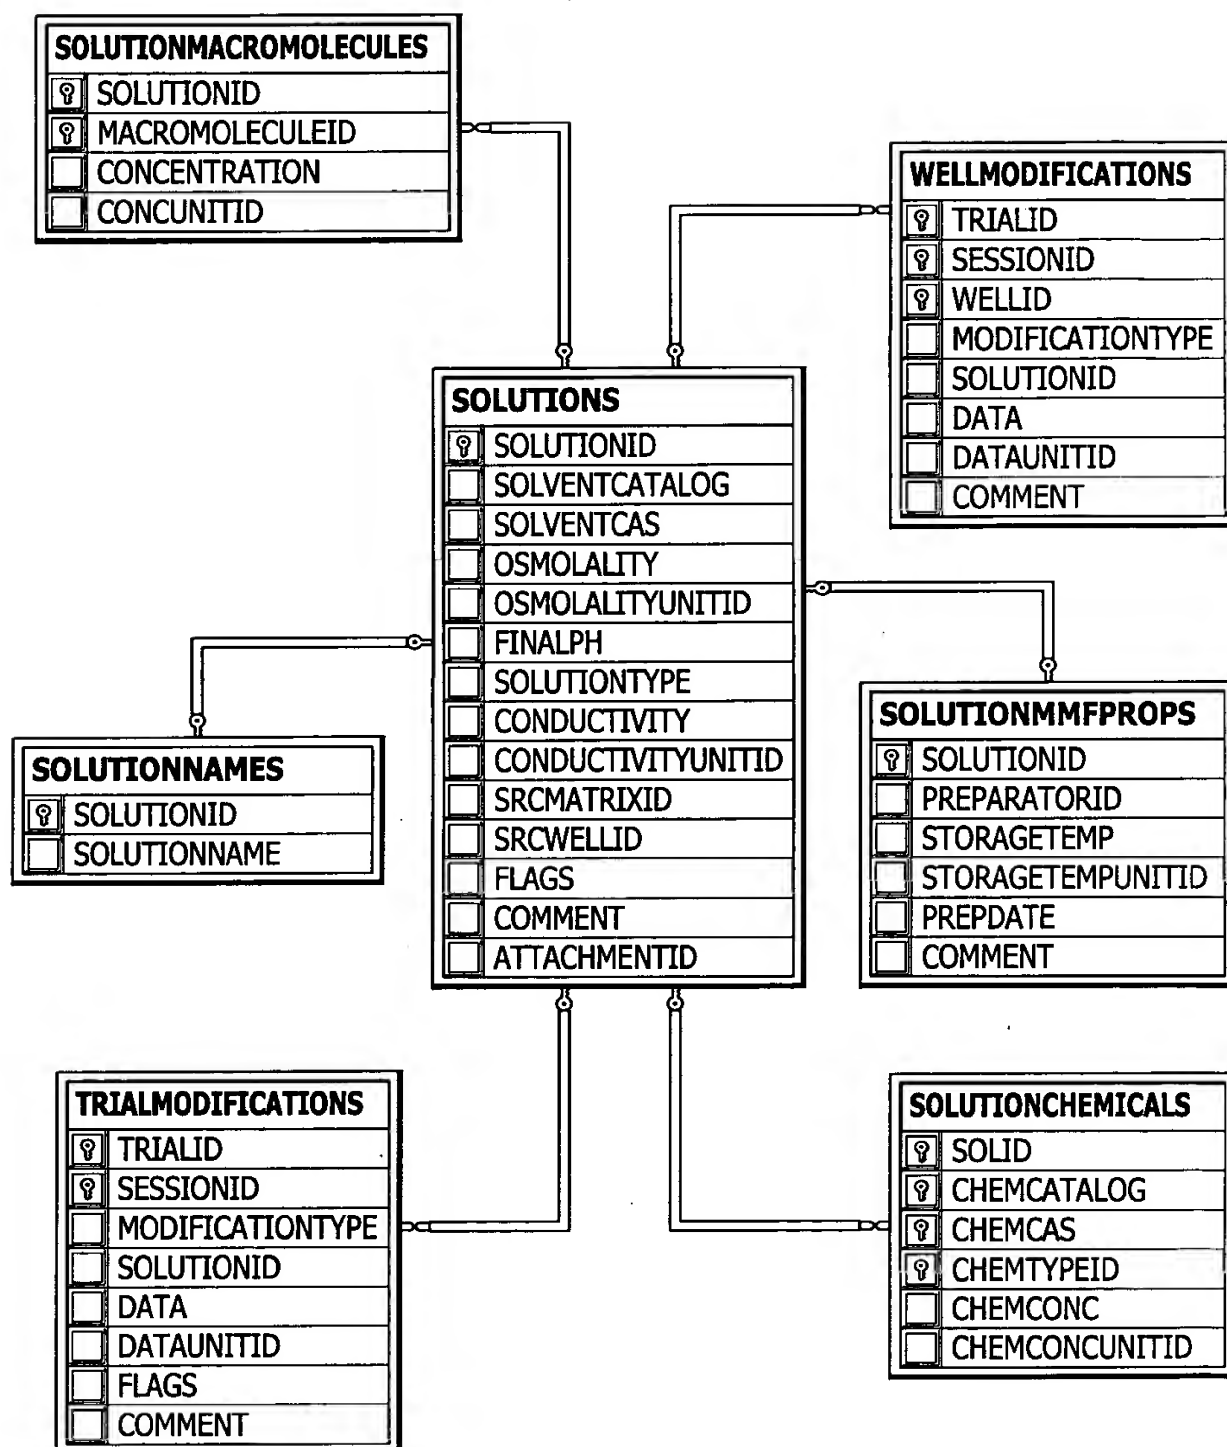 SOLUTIONMACROMOLECULES
SOLUTIONID
MACROMOLECULEID
CONCENTRATION
CONCUNITID
WELLMODIFICATIONS
TRIALID
SESSIONID
WELLID
MODIFICATIONTYPE
SOLUTIONID
DATA
DATAUNITID
COMMENT
SOLUTIONS
SOLUTIONID
SOLVENTCATALOG
SOLVENTCAS
OSMOLALITY
OSMOLALITYUNITID
FINALPH
SOLUTIONTYPE
CONDUCTIVITY
CONDUCTIVITYUNITID
SRCMATRIXID
SRCWELLID
FLAGS
COMMENT
ATTACHMENTID
SOLUTIONNAMES
SOLUTIONID
SOLUTIONNAME
SOLUTIONMMFPROPS
SOLUTIONID
PREPARATORID
STORAGETEMP
STORAGETEMPUNITID
PREPDATE
COMMENT
TRIALMODIFICATIONS
TRIALID
SESSIONID
MODIFICATIONTYPE
SOLUTIONID
DATA
DATAUNITID
FLAGS
COMMENT
SOLUTIONCHEMICALS
SOLID
CHEMCATALOG
CHEMCAS
CHEMTYPEID
CHEMCONC
CHEMCONCUNITID